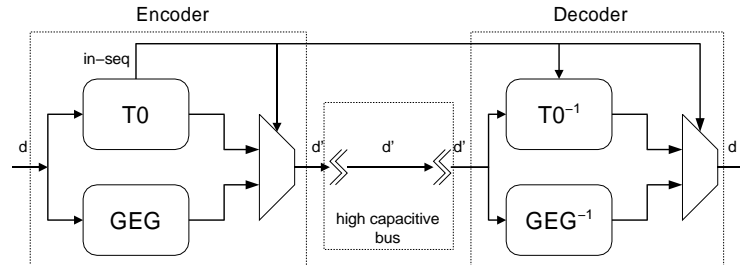 Encoder
Decoder
in−seq
T0
T0⁻¹
d
d'
d'
d'
d
GEG
GEG⁻¹
high capacitive
bus